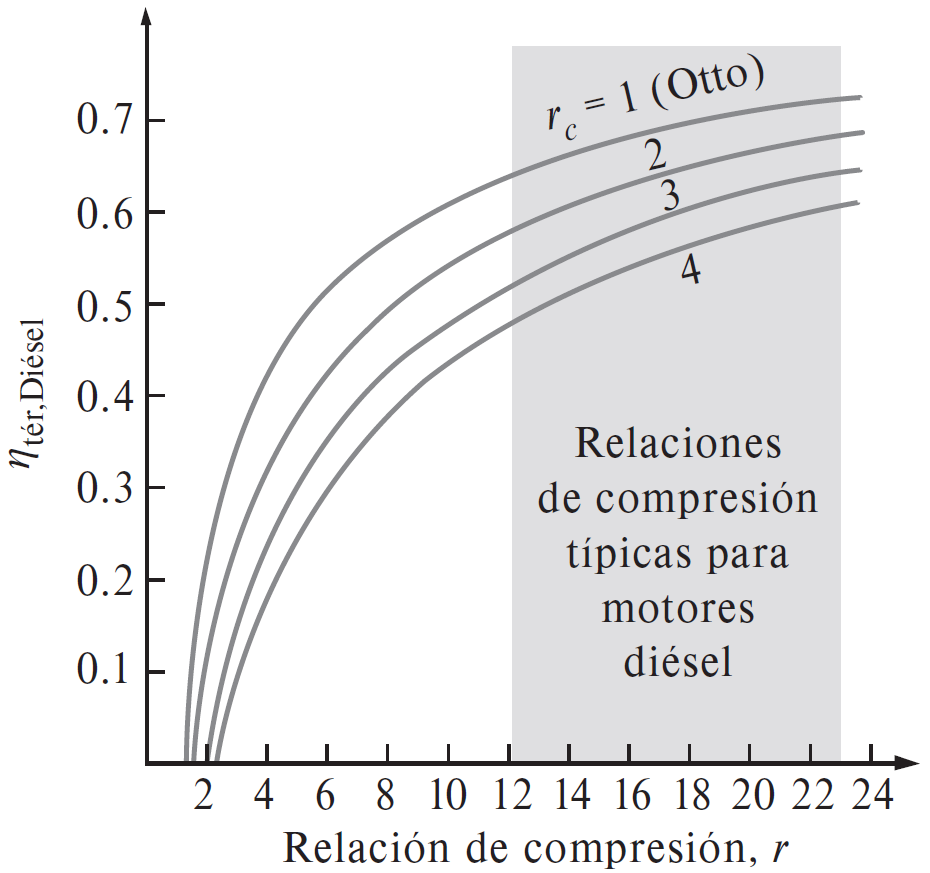 r_c = 1 (Otto)
2
3
4
0.7
0.6
0.5
0.4
0.3
0.2
0.1
η_tér,Diésel
Relaciones
de compresión
típicas para
motores
diésel
2 4 6 8 10 12 14 16 18 20 22 24
Relación de compresión, r